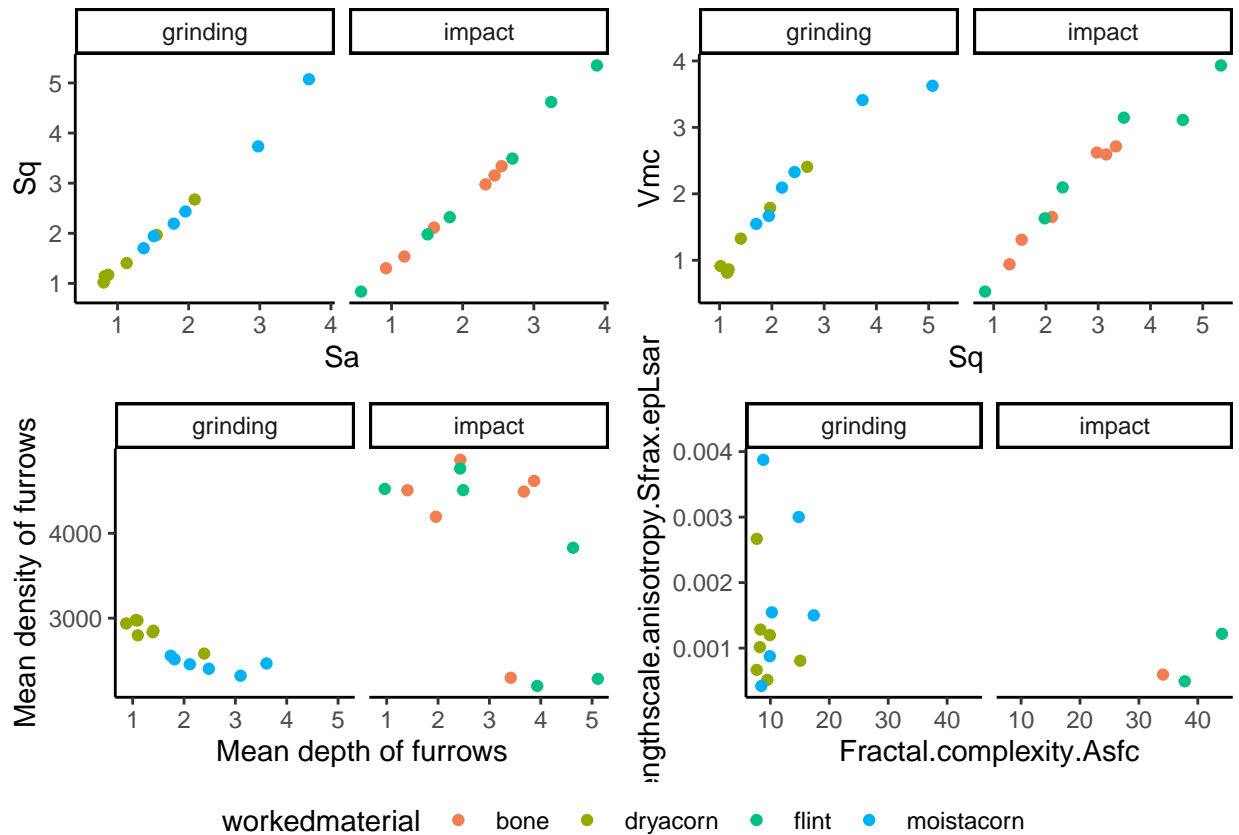 grinding impact
Sq
5
4
3
2
1
1 2 3 4 1 2 3 4
Sa
grinding impact
Vmc
4
3
2
1
1 2 3 4 5 1 2 3 4 5
Sq
grinding impact
Mean density of furrows
4000
3000
1 2 3 4 5 1 2 3 4 5
Mean depth of furrows
grinding impact
engthscale.anisotropy.Sfrax.epLsar
0.004
0.003
0.002
0.001
10 20 30 40 10 20 30 40
Fractal.complexity.Asfc
workedmaterial bone dryacorn flint moistacorn